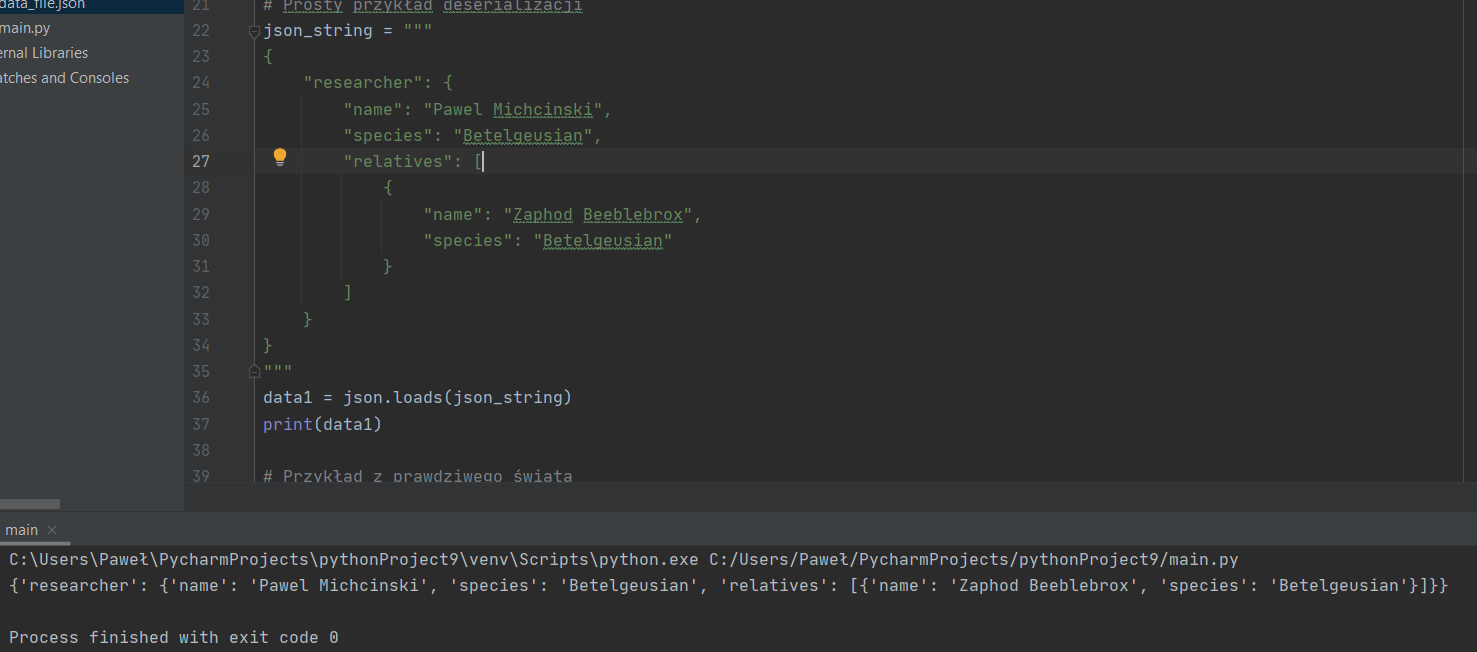 data_file.json
main.py
ernal Libraries
atches and Consoles
21 # Prosty przykład deserializacji
22 json_string = """
23 {
24 "researcher": {
25 "name": "Pawel Michcinski",
26 "species": "Betelgeusian",
27 "relatives": [
28 {
29 "name": "Zaphod Beeblebrox",
30 "species": "Betelgeusian"
31 }
32 ]
33 }
34 }
35 """
36 data1 = json.loads(json_string)
37 print(data1)
38
39 # Przykład z prawdziwego świata
main
C:\Users\Paweł\PycharmProjects\pythonProject9\venv\Scripts\python.exe C:/Users/Paweł/PycharmProjects/pythonProject9/main.py
{'researcher': {'name': 'Pawel Michcinski', 'species': 'Betelgeusian', 'relatives': [{'name': 'Zaphod Beeblebrox', 'species': 'Betelgeusian'}]}}
Process finished with exit code 0